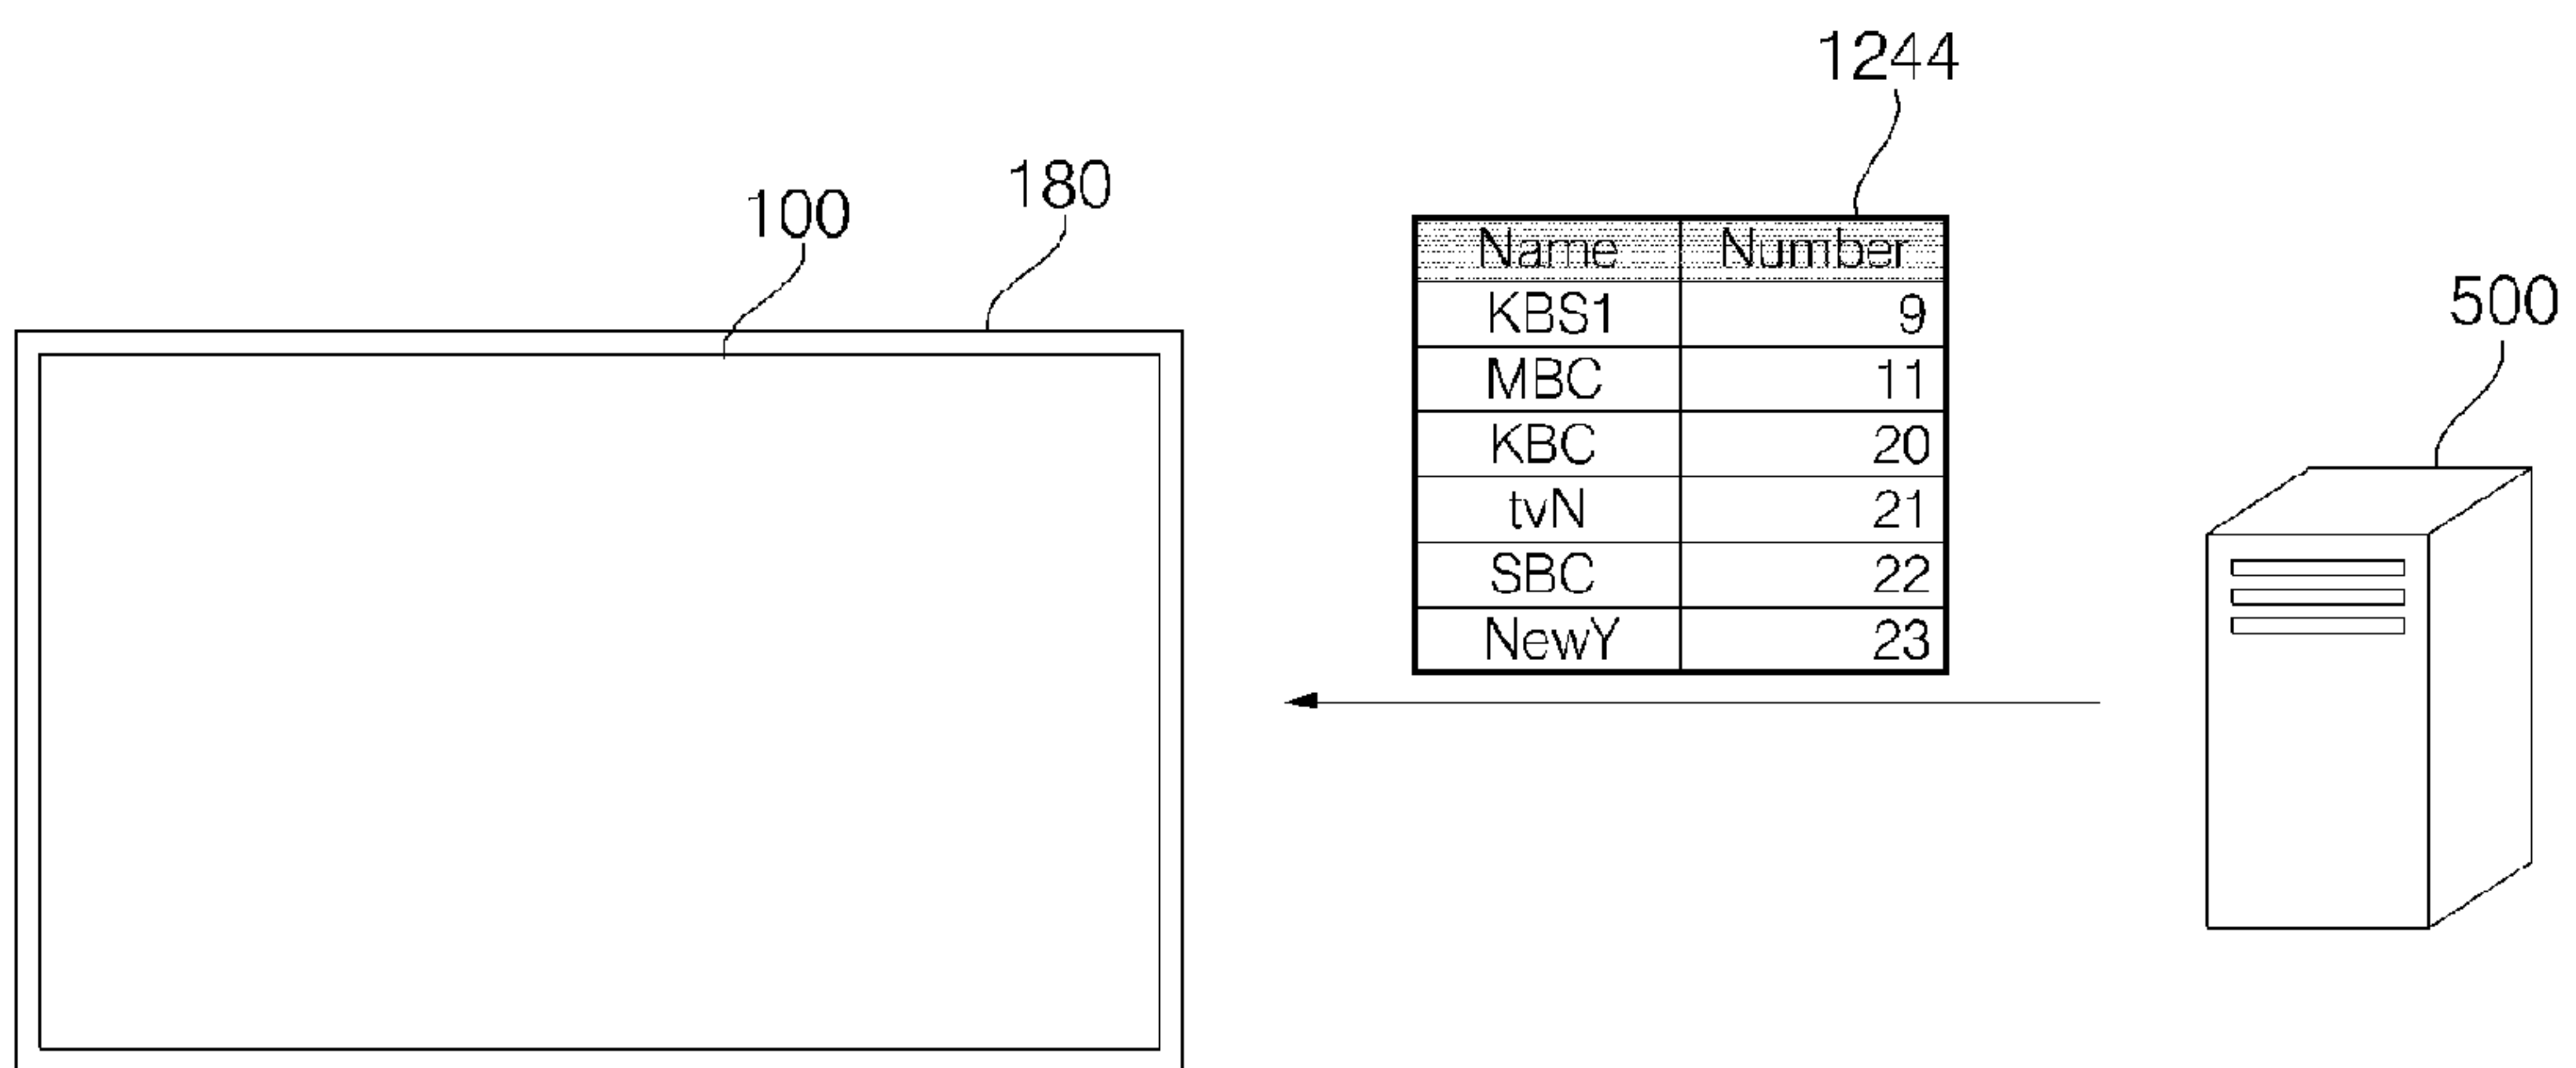 1244
180
100
500
Name Number
KBS1 9
MBC 11
KBC 20
tvN 21
SBC 22
NewY 23